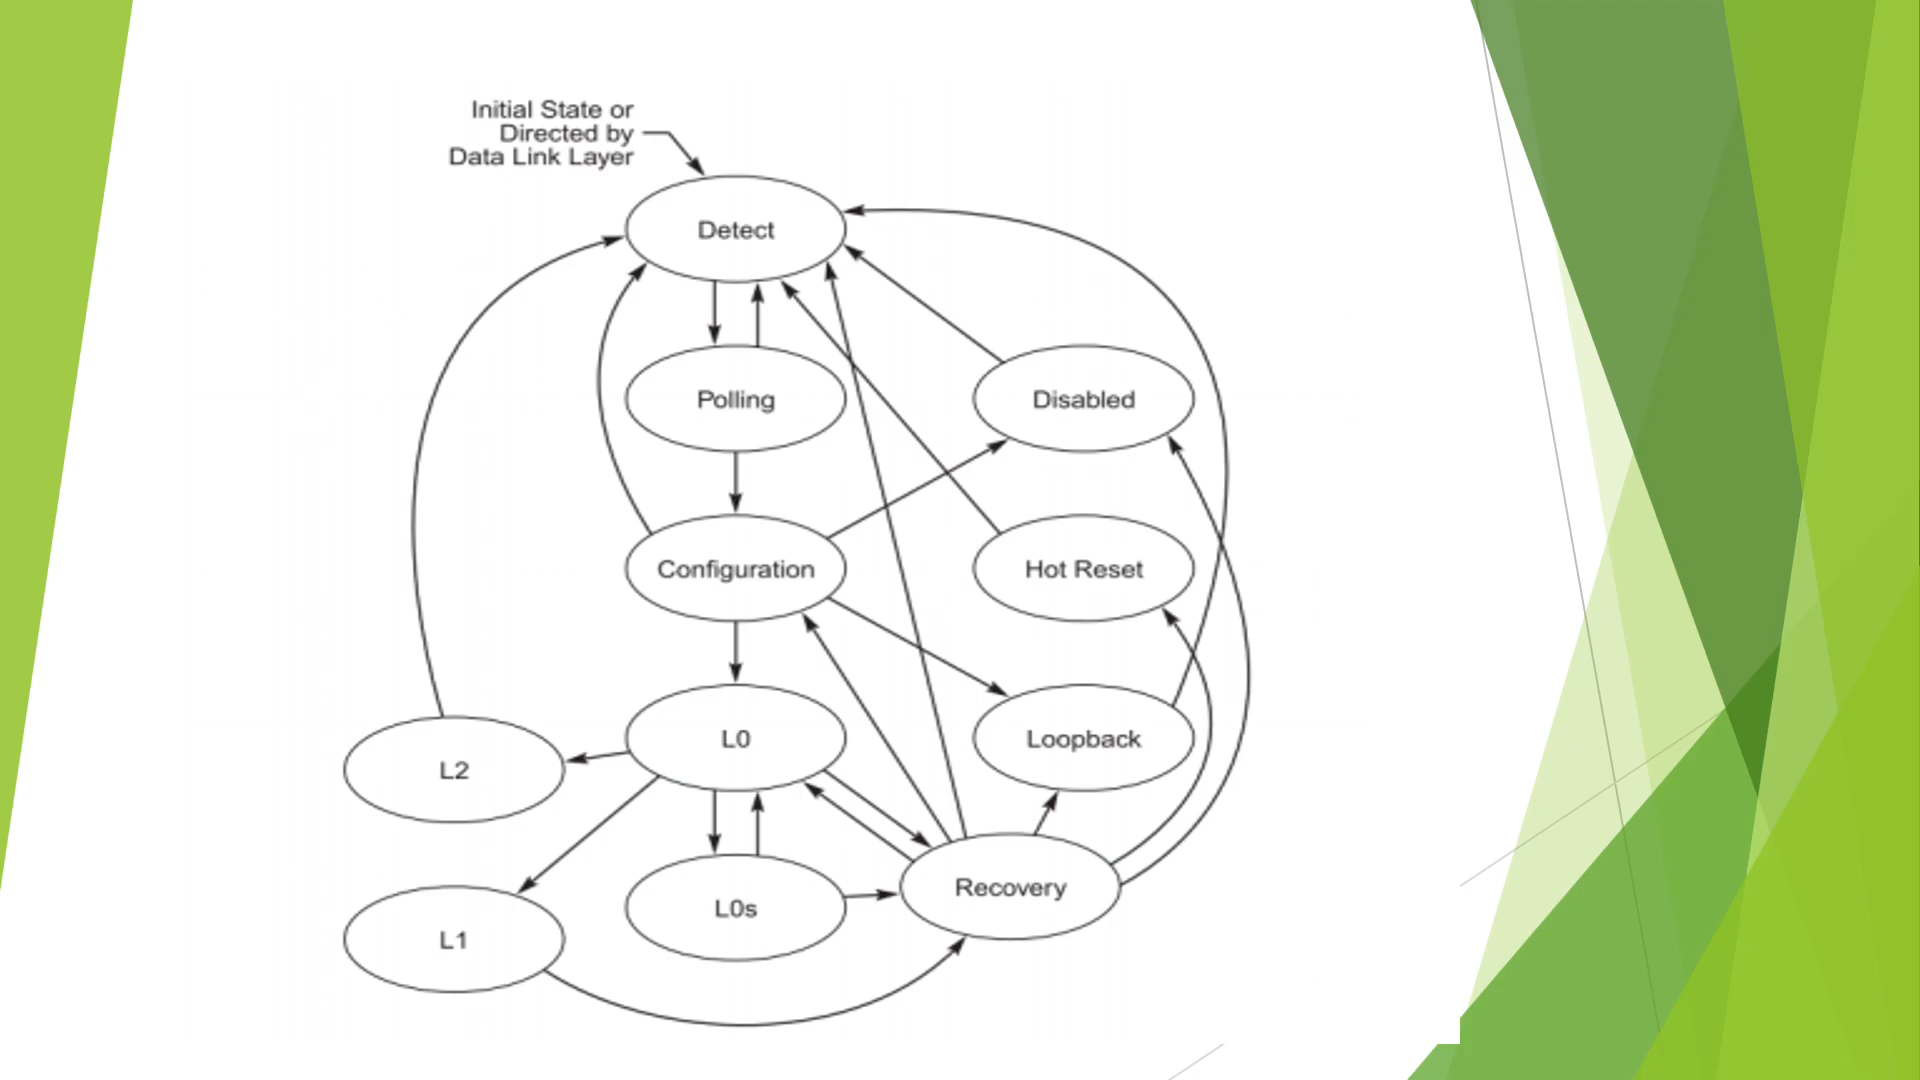 Initial State or
Directed by
Data Link Layer
Detect
Polling
Disabled
Configuration
Hot Reset
L0
Loopback
L2
Recovery
L0s
L1